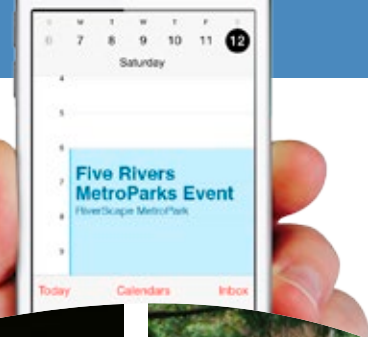 7 8 9 10 11 12
Saturday
4
5
6
Five Rivers
7
MetroParks Event
RiverScape MetroPark
8
9
Today Calendars Inbox